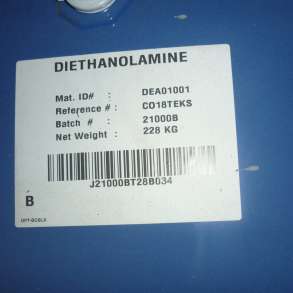 DIETHANOLAMINE
Mat. ID# : DEA01001
Reference # : CO18TEKS
Batch # : 21000B
Net Weight : 228 KG
J21000BT28B034
B